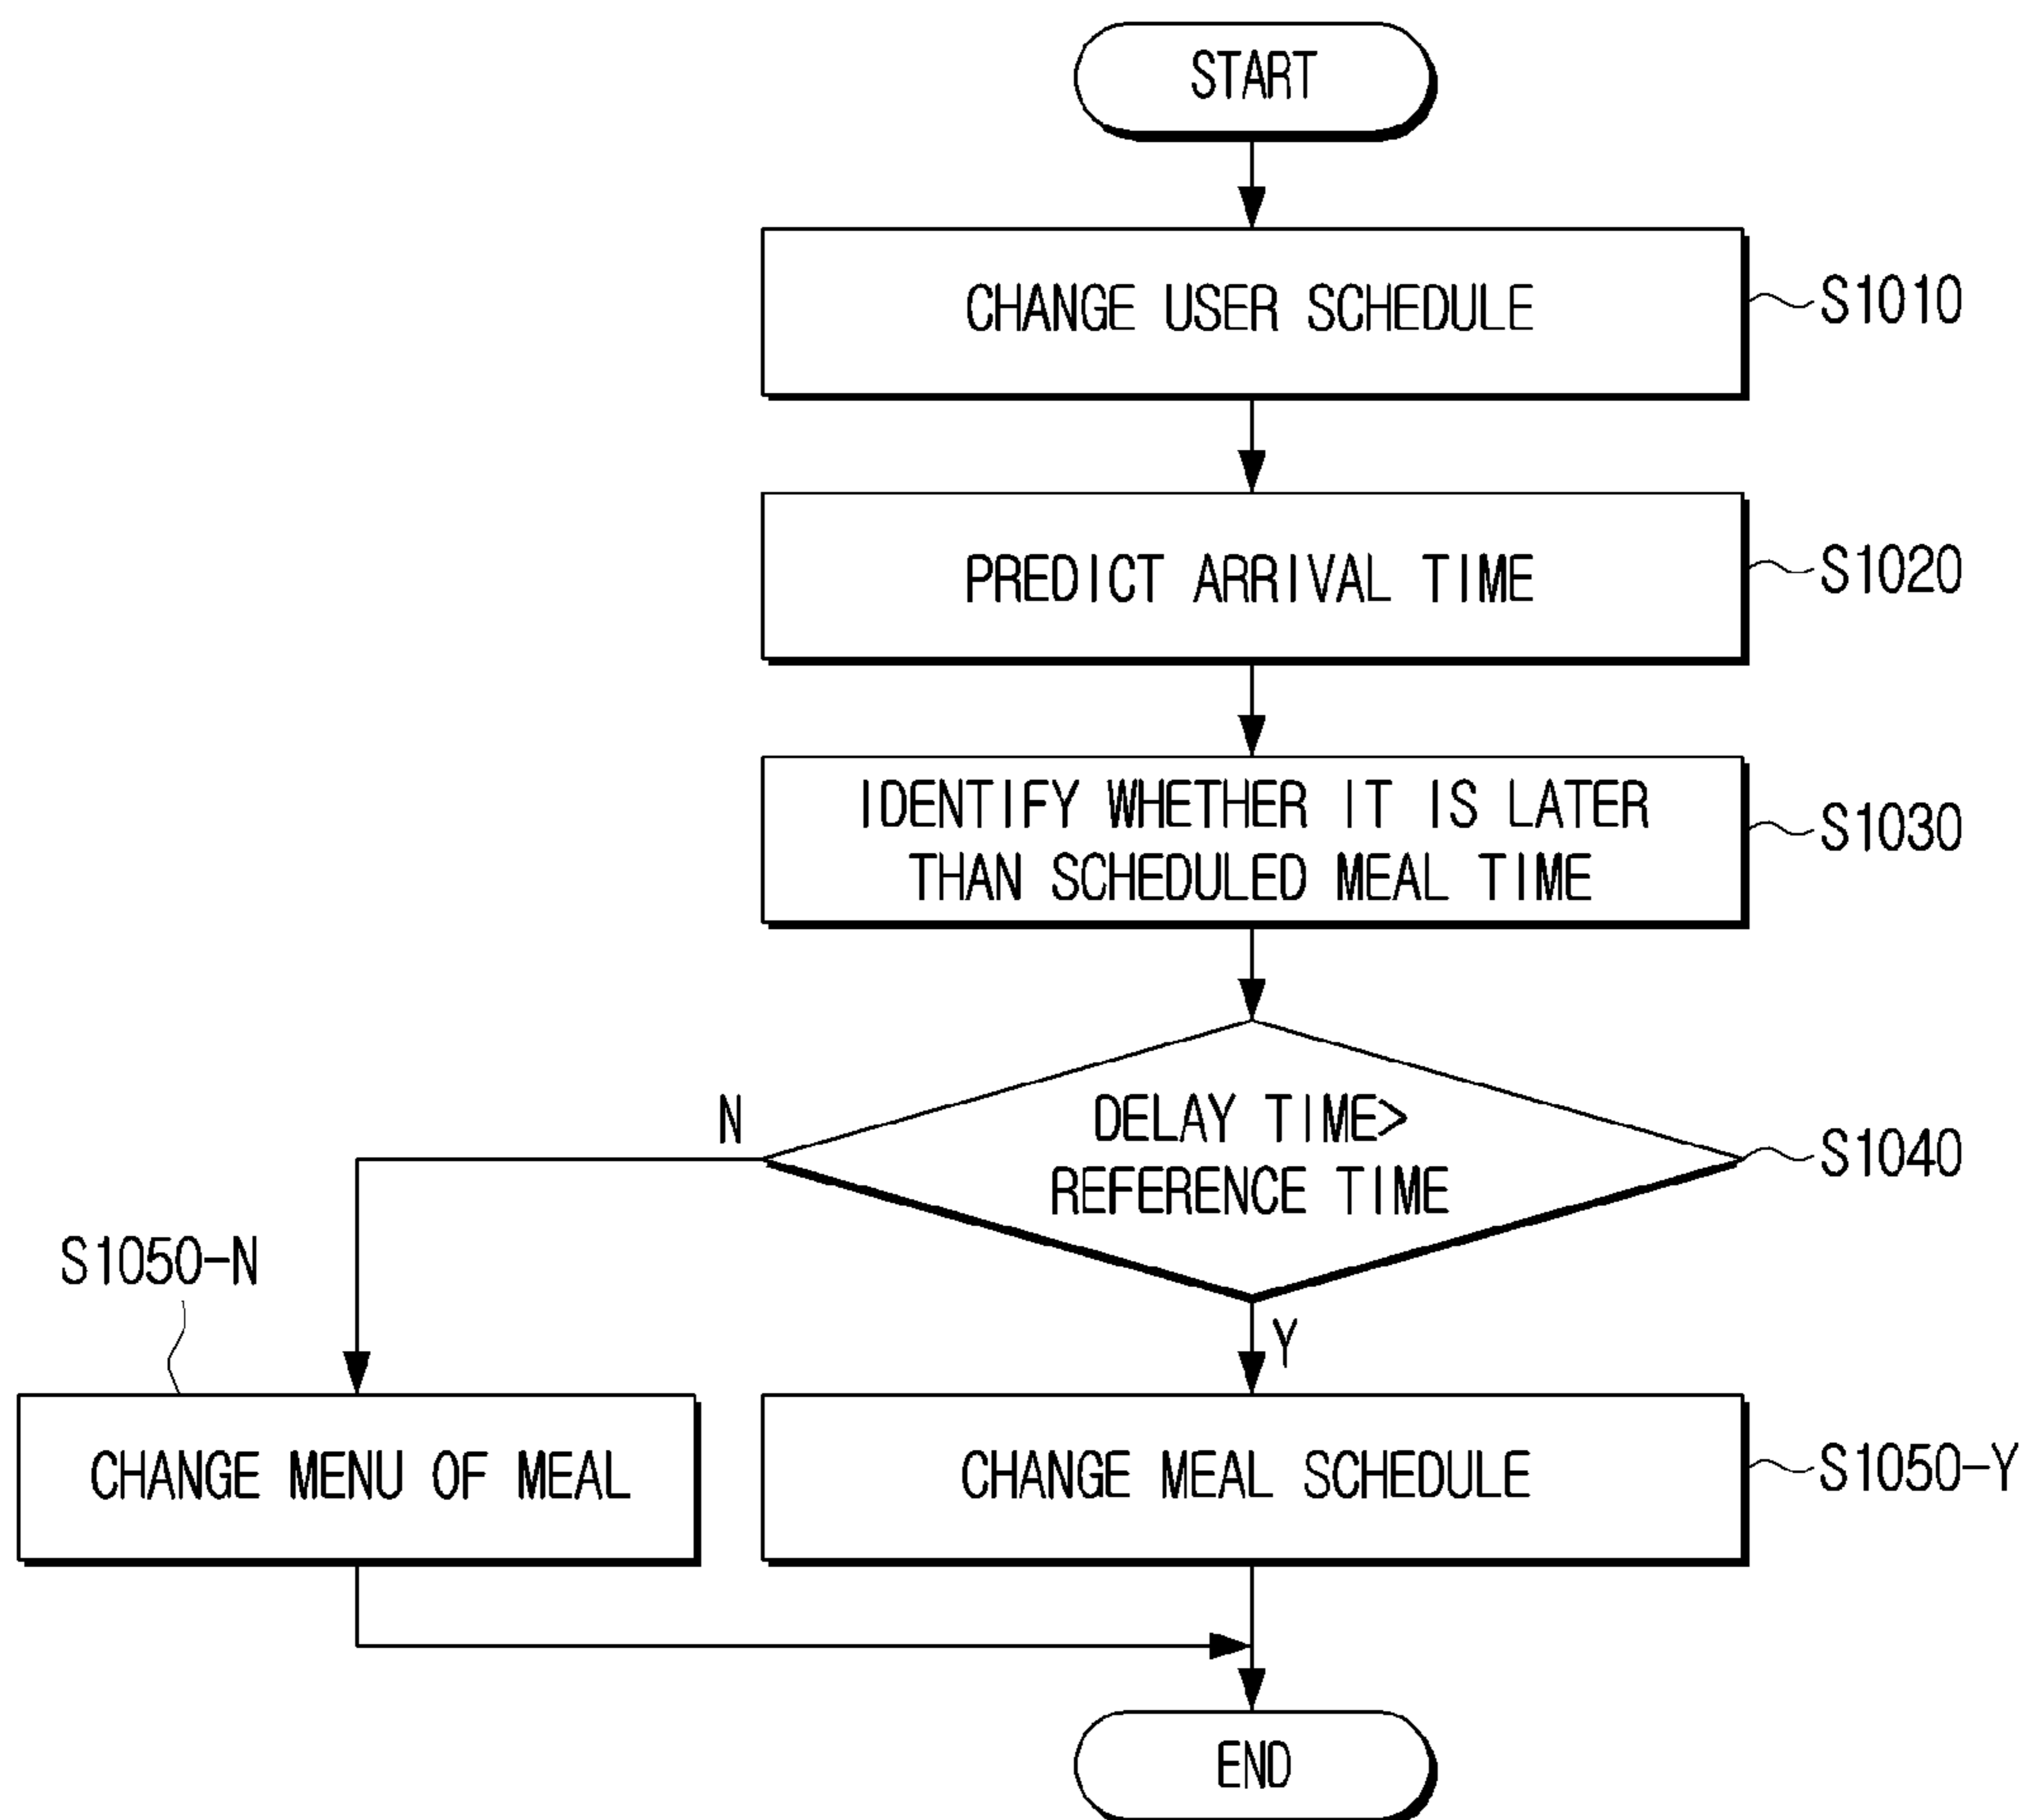 START
CHANGE USER SCHEDULE
S1010
PREDICT ARRIVAL TIME
S1020
IDENTIFY WHETHER IT IS LATER
THAN SCHEDULED MEAL TIME
S1030
N
DELAY TIME>
REFERENCE TIME
S1040
S1050-N
Y
CHANGE MENU OF MEAL
CHANGE MEAL SCHEDULE
S1050-Y
END